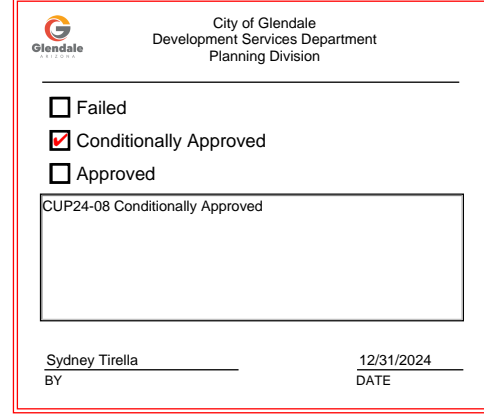 Glendale
ARIZONA
City of Glendale
Development Services Department
Planning Division
Failed
Conditionally Approved
Approved
CUP24-08 Conditionally Approved
Sydney Tirella
12/31/2024
BY
DATE